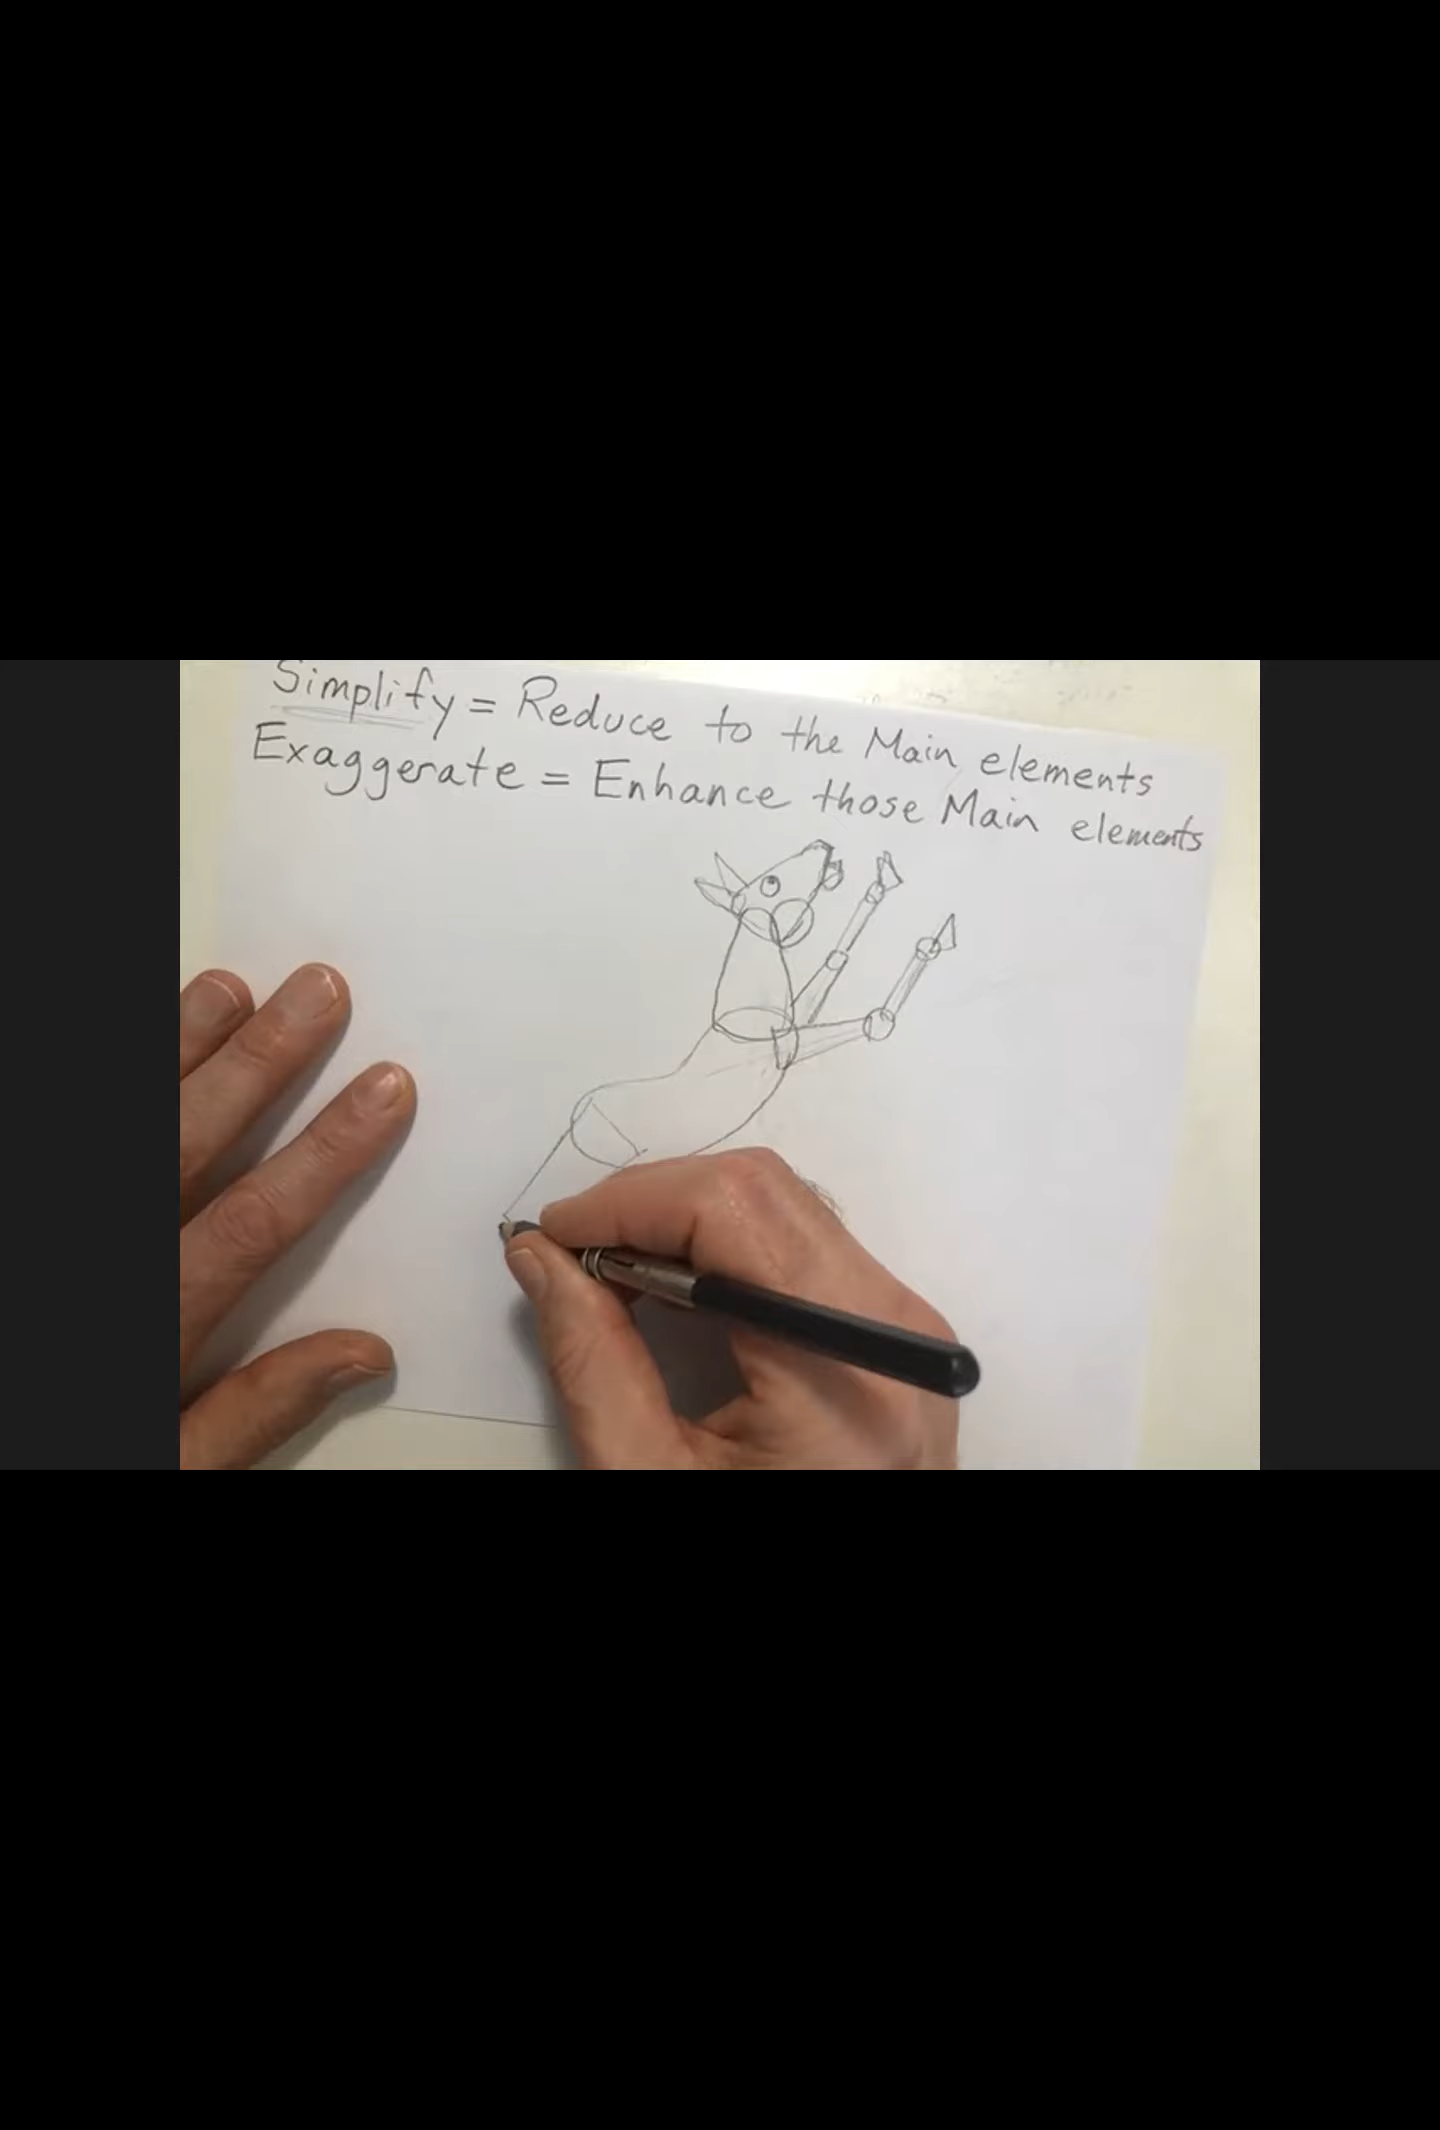 Simplify = Reduce to the Main elements
Exaggerate = Enhance those Main elements